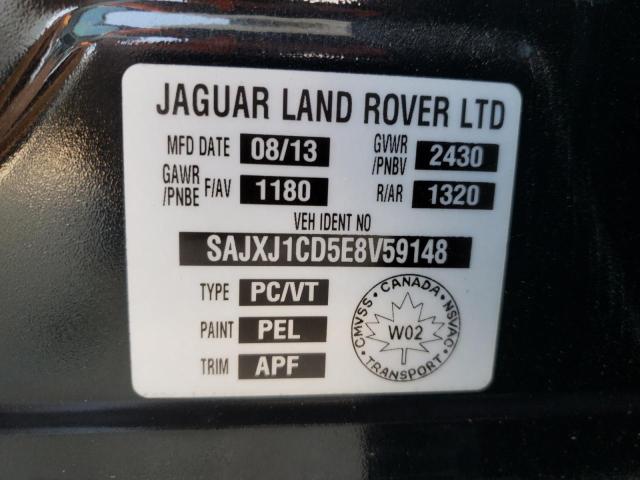 JAGUAR LAND ROVER LTD
MFD DATE 08/13 GVWR /PNBV 2430
GAWR /PNBE F/AV 1180 R/AR 1320
VEH IDENT NO
SAJXJ1CD5E8V59148
TYPE PC/VT
PAINT PEL
TRIM APF
CMVSS · CANADA · NSVAC
W02
TRANSPORT